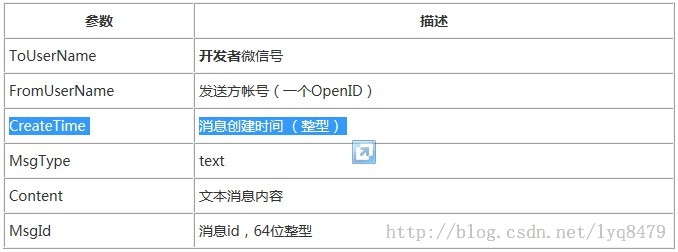 参数 描述
ToUserName 开发者微信号
FromUserName 发送方帐号（一个OpenID）
CreateTime 消息创建时间 （整型）
MsgType text
Content 文本消息内容
MsgId 消息id，64位整型
http://blog.csdn.net/lyq8479